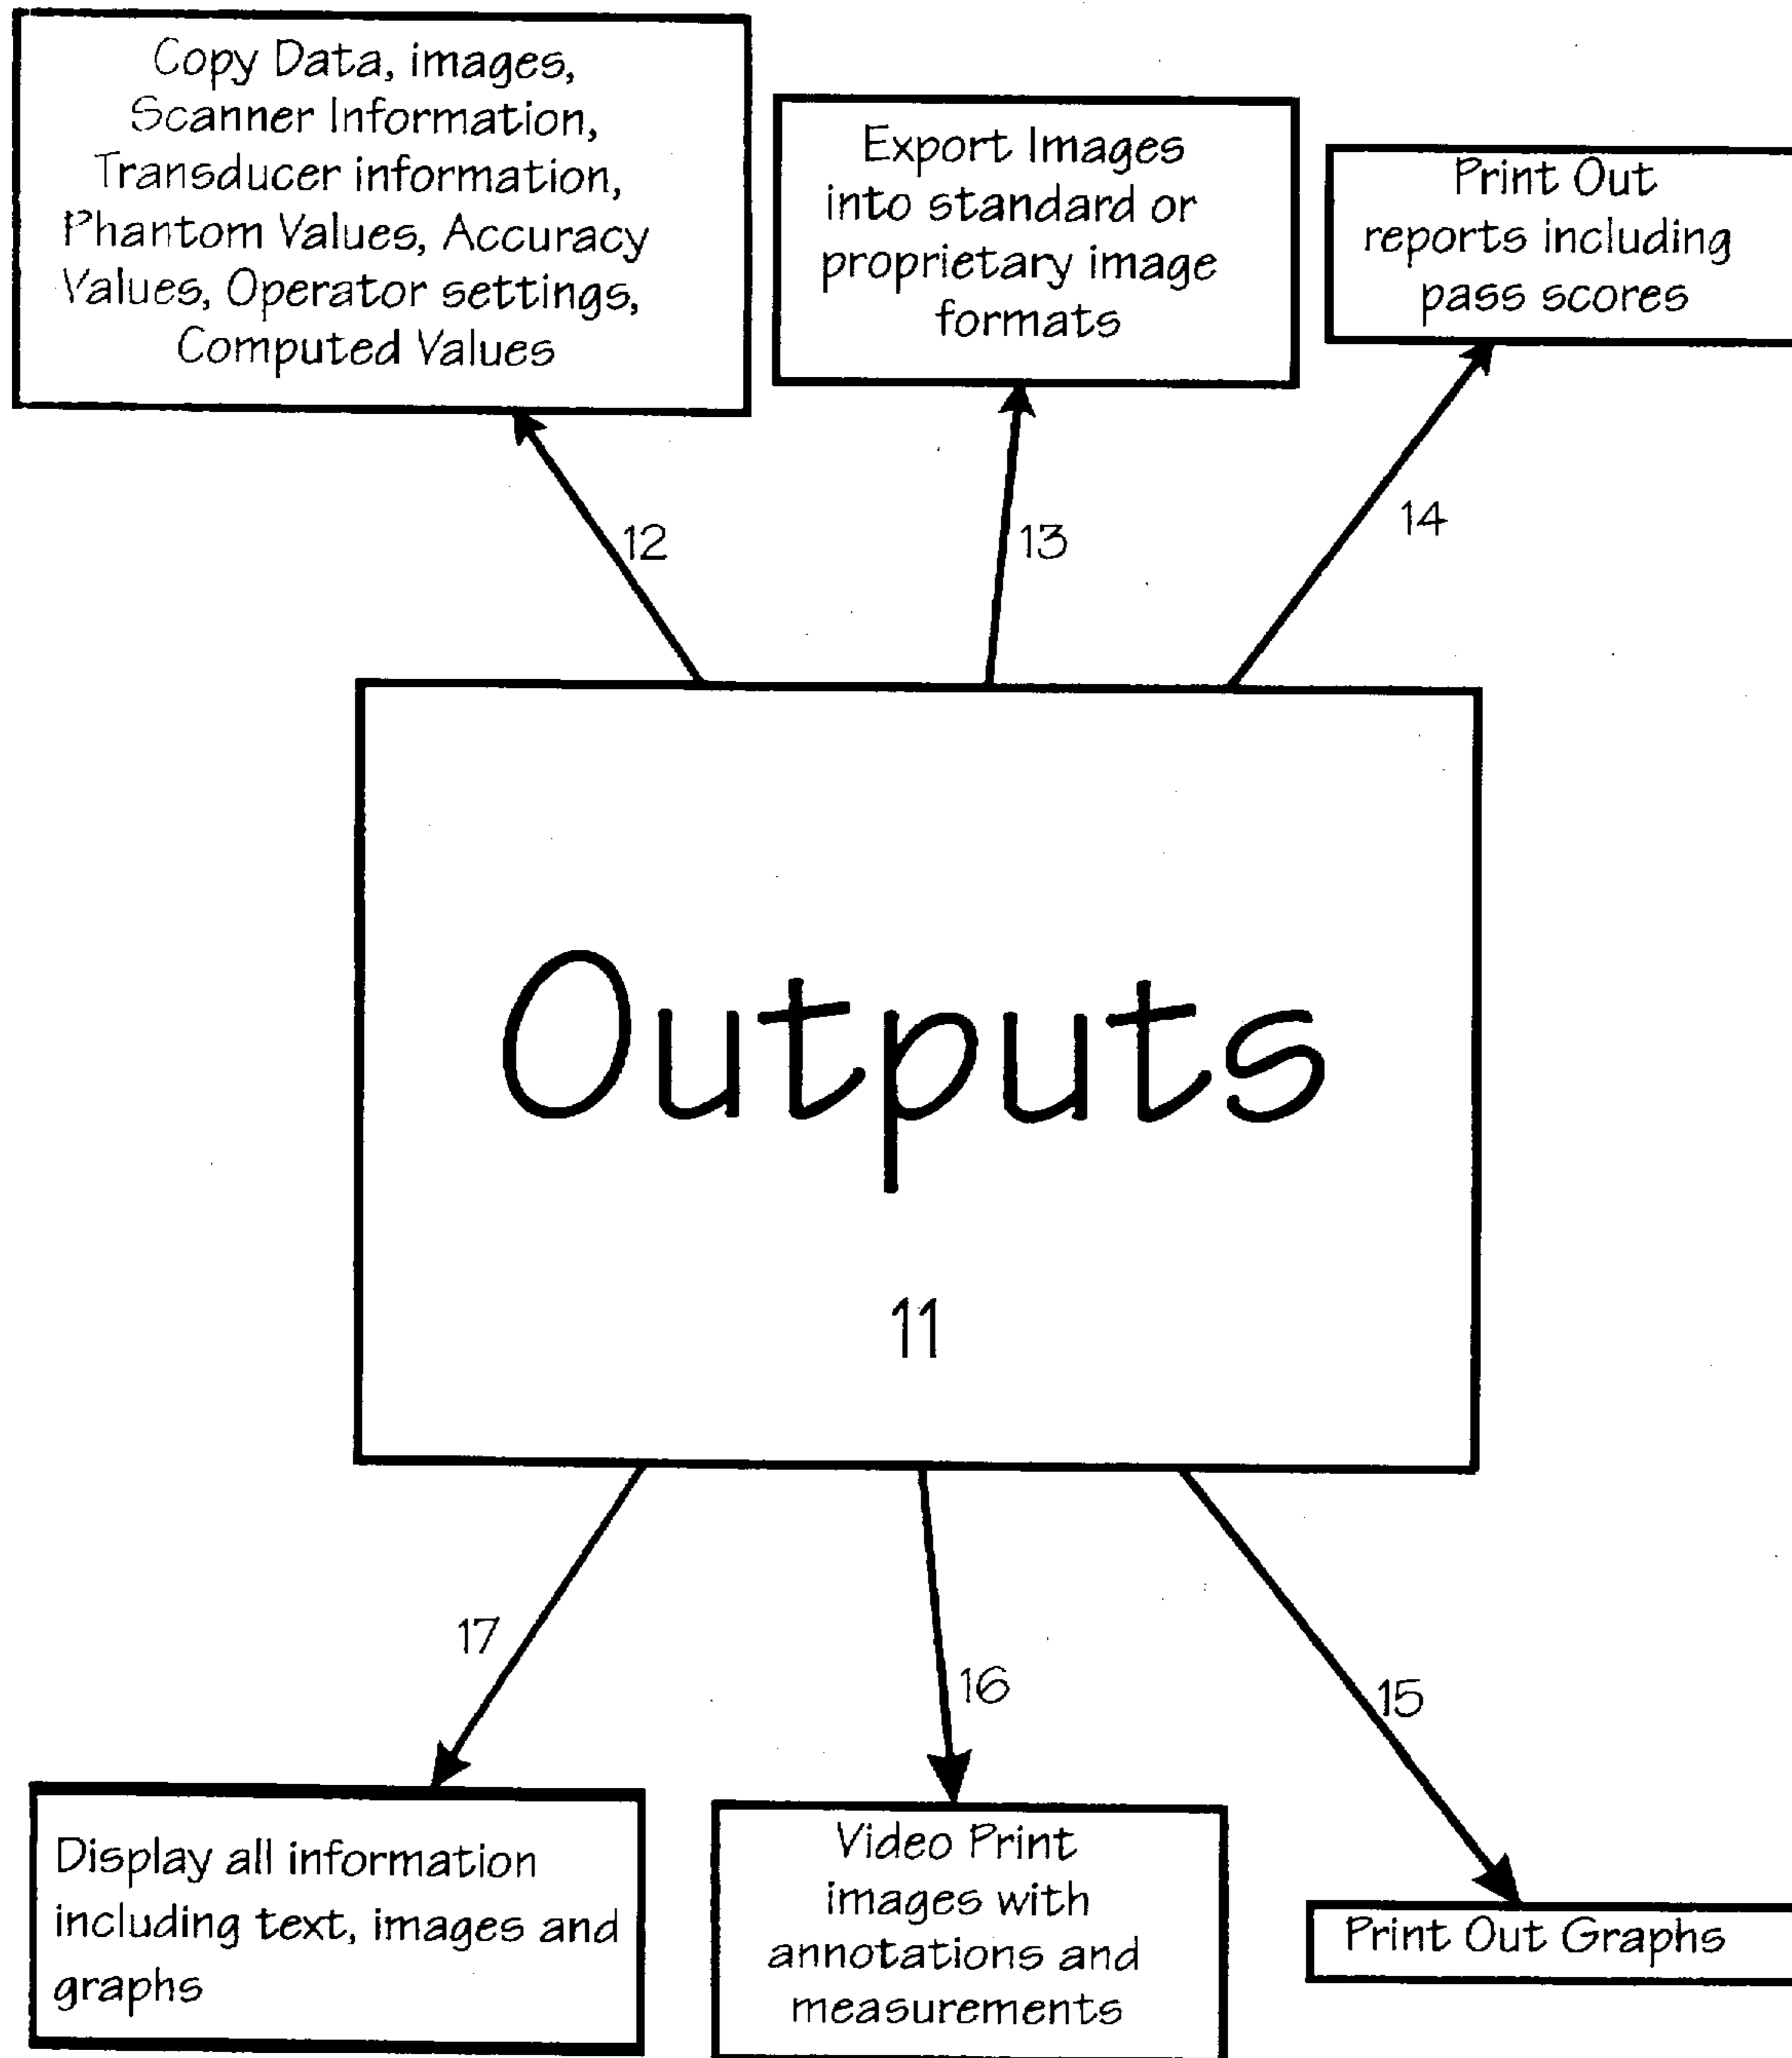 Copy Data, images,
Scanner Information,
Transducer information,
Phantom Values, Accuracy
Values, Operator settings,
Computed Values
Export Images
into standard or
proprietary image
formats
Print Out
reports including
pass scores
12
13
14
Outputs
11
17
16
15
Display all information
including text, images and
graphs
Video Print
images with
annotations and
measurements
Print Out Graphs